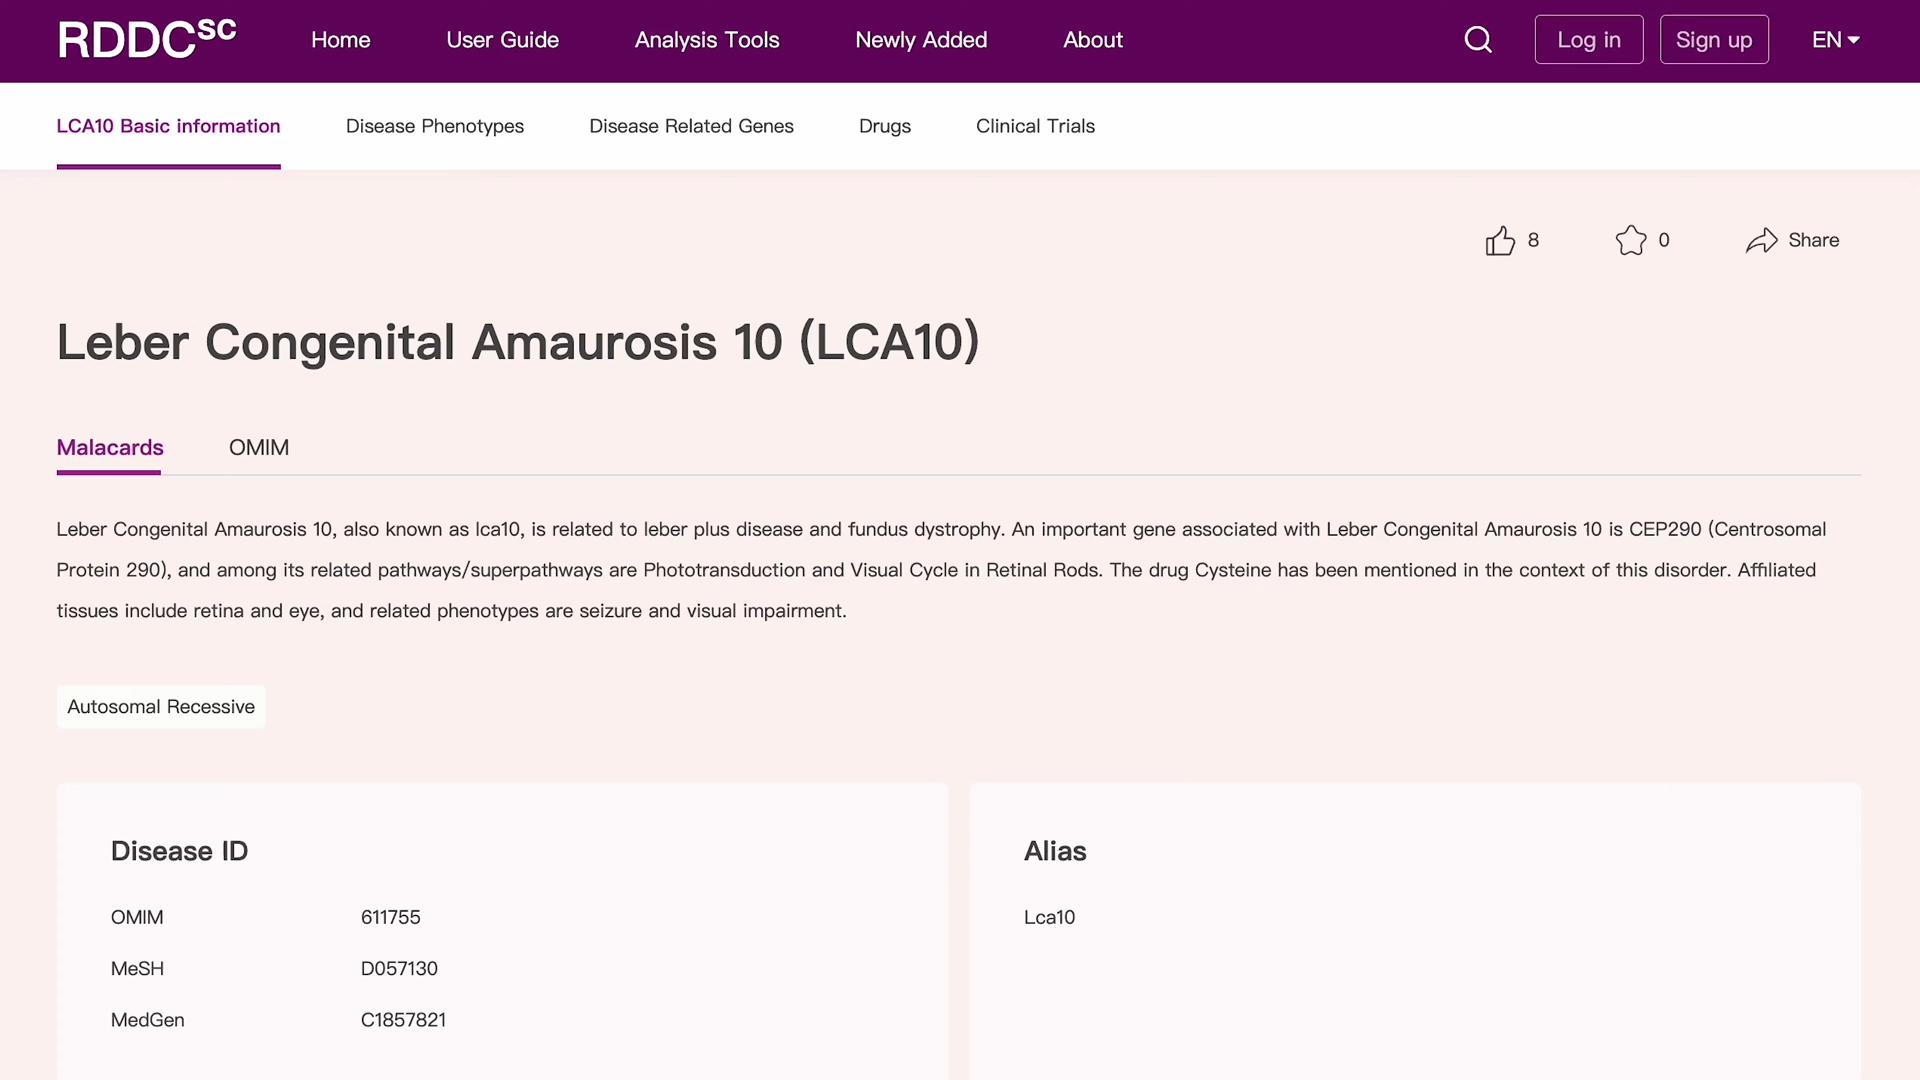 RDDCSC Home User Guide Analysis Tools Newly Added About Log in Sign up EN
LCA10 Basic information Disease Phenotypes Disease Related Genes Drugs Clinical Trials
8 0 Share
Leber Congenital Amaurosis 10 (LCA10)
Malacards OMIM
Leber Congenital Amaurosis 10, also known as lca10, is related to leber plus disease and fundus dystrophy. An important gene associated with Leber Congenital Amaurosis 10 is CEP290 (Centrosomal
Protein 290), and among its related pathways/superpathways are Phototransduction and Visual Cycle in Retinal Rods. The drug Cysteine has been mentioned in the context of this disorder. Affiliated
tissues include retina and eye, and related phenotypes are seizure and visual impairment.
Autosomal Recessive
Disease ID
OMIM 611755
MeSH D057130
MedGen C1857821
Alias
Lca10